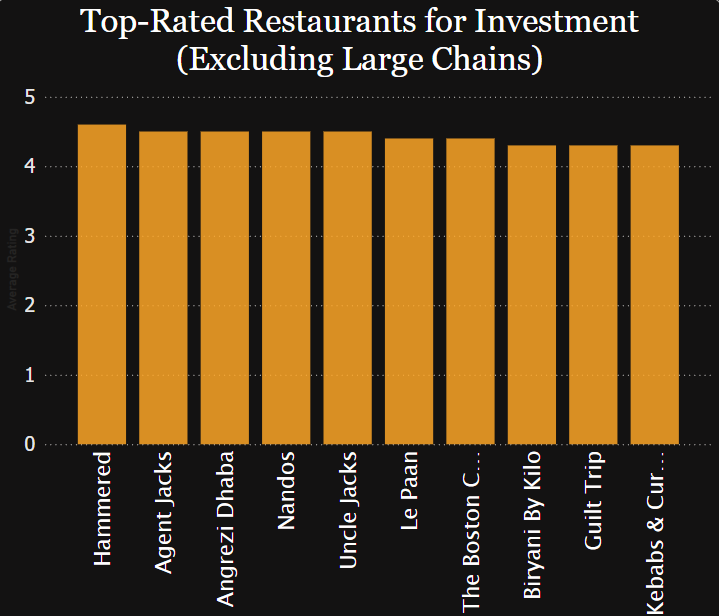 Top-Rated Restaurants for Investment
(Excluding Large Chains)
5
4
3
2
1
0
Average Rating
Hammered
Agent Jacks
Angrezi Dhaba
Nandos
Uncle Jacks
Le Paan
The Boston C...
Biryani By Kilo
Guilt Trip
Kebabs & Cur...